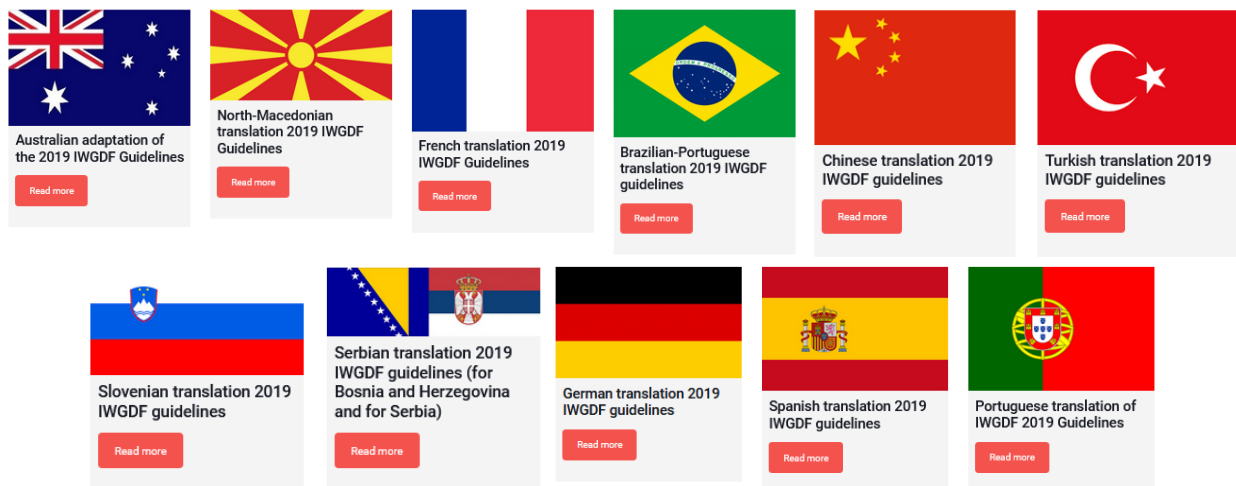 Australian adaptation of
the 2019 IWGDF Guidelines
Read more
North-Macedonian
translation 2019 IWGDF
Guidelines
Read more
French translation 2019
IWGDF Guidelines
Read more
ORDEM E PROGRESSO
Brazilian-Portuguese
translation 2019 IWGDF
guidelines
Read more
Chinese translation 2019
IWGDF guidelines
Read more
Turkish translation 2019
IWGDF guidelines
Read more
Slovenian translation 2019
IWGDF guidelines
Read more
Serbian translation 2019
IWGDF guidelines (for
Bosnia and Herzegovina
and for Serbia)
Read more
German translation 2019
IWGDF guidelines
Read more
Spanish translation 2019
IWGDF guidelines
Read more
Portuguese translation of
IWGDF 2019 Guidelines
Read more